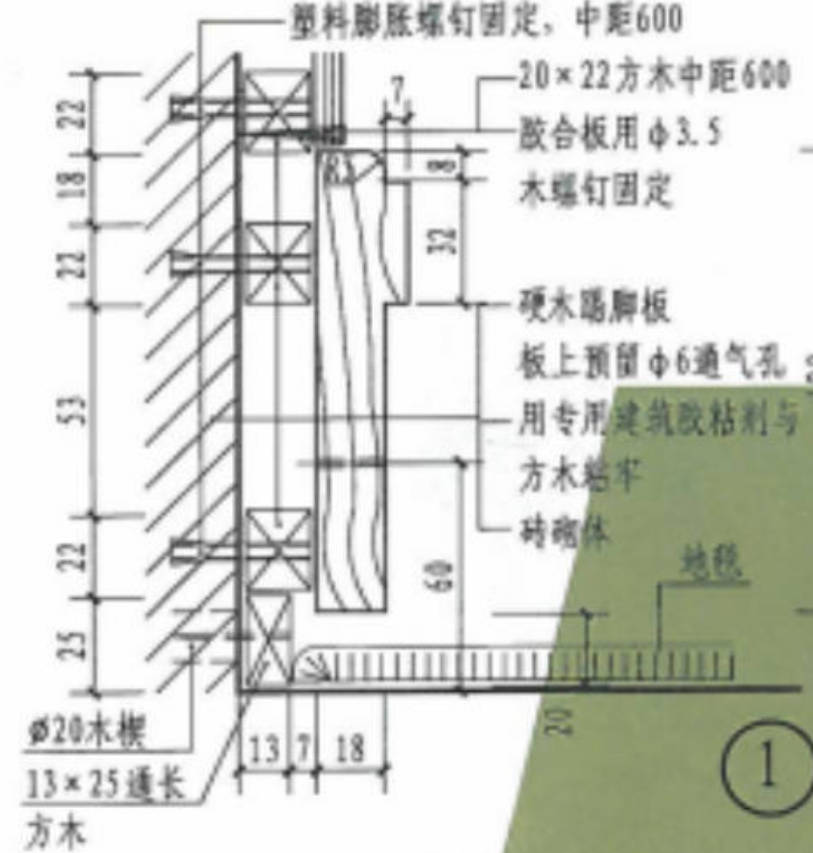 塑料膨胀螺钉固定，中距600
20×22方木中距600
胶合板用φ3.5
木螺钉固定
硬木踢脚板
板上预留φ6通气孔
用专用建筑胶粘剂与
方木粘牢
砖砌体
地毯
7
8
32
60
20
22
18
22
53
22
25
13 7 18
ø20木楔
13×25通长
方木
1